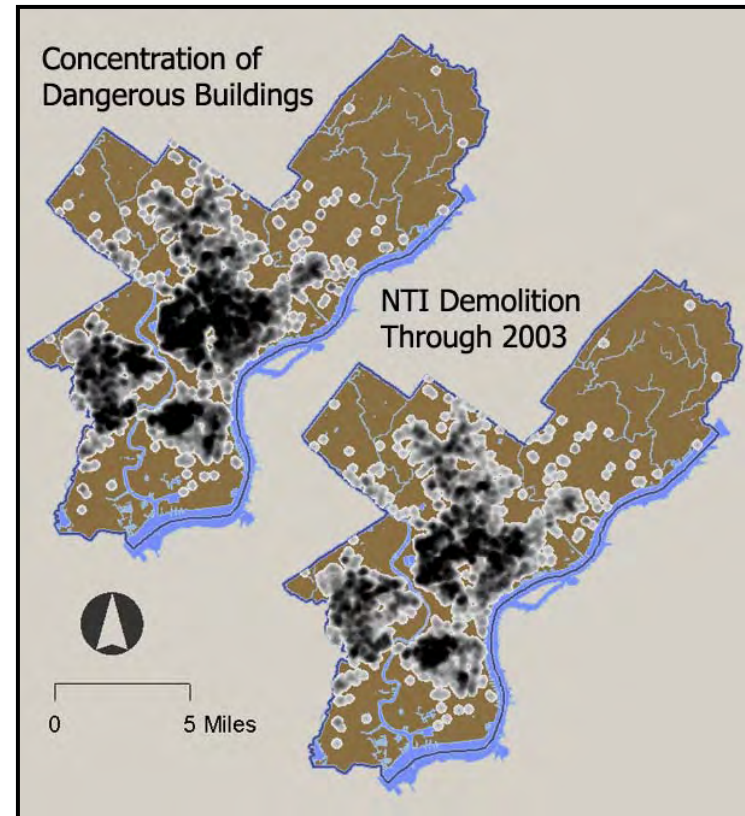 Concentration of
Dangerous Buildings
NTI Demolition
Through 2003
0 5 Miles